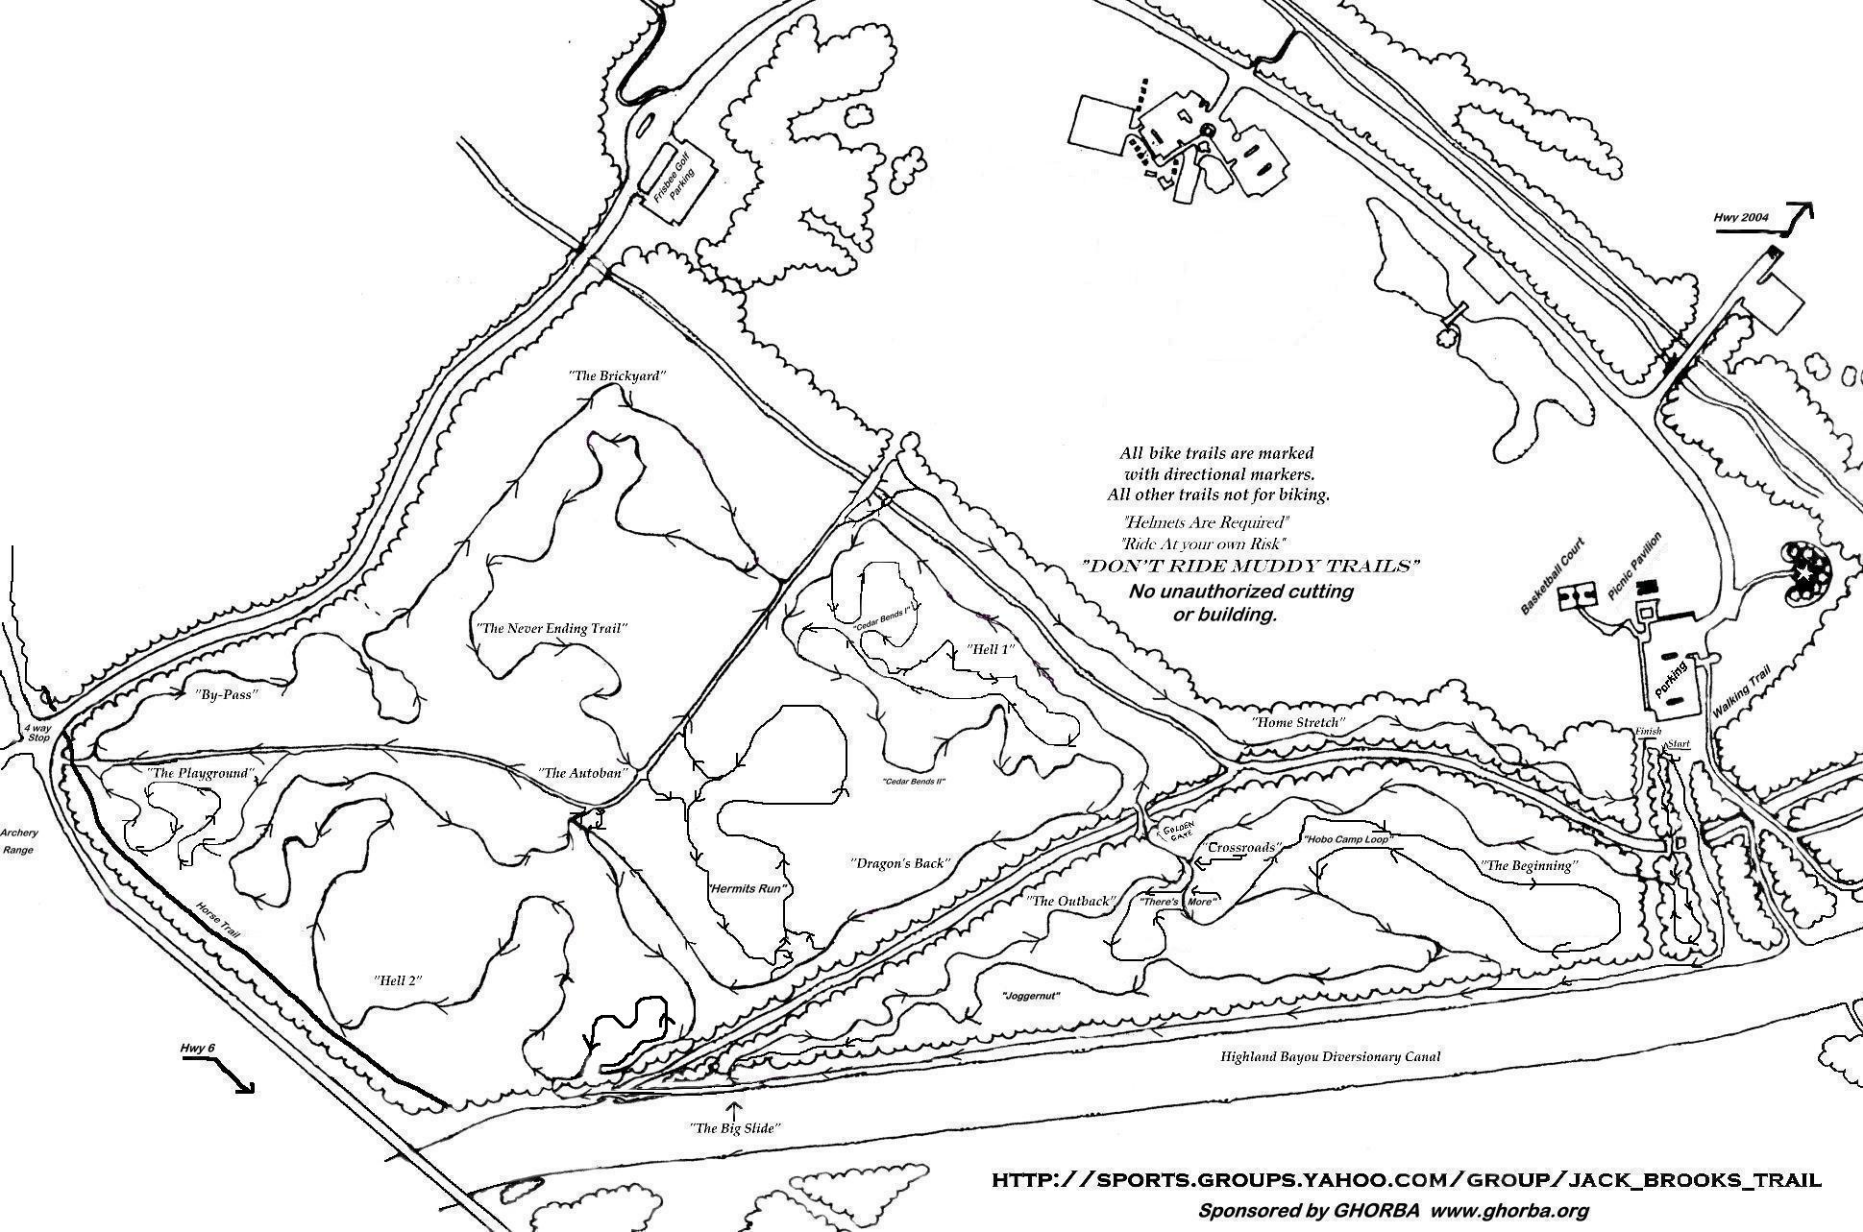 Frisbee Golf
Parking
Hwy 2004
"The Brickyard"
All bike trails are marked
with directional markers.
All other trails not for biking.
"Helmets Are Required"
"Ride At your own Risk"
"DON'T RIDE MUDDY TRAILS"
No unauthorized cutting
or building.
Basketball Court
Picnic Pavilion
"Cedar Bends I"
"The Never Ending Trail"
"Hell 1"
"By-Pass"
Parking
Walking Trail
4 way
Stop
"Home Stretch"
Finish
Start
"The Playground"
"The Autoban"
"Cedar Bends II"
Archery
Range
GOLDEN
GATE
"Crossroads"
"Hobo Camp Loop"
"Dragon's Back"
"The Beginning"
"Hermits Run"
"The Outback"
"There's More"
Horse Trail
"Hell 2"
"Joggernut"
Hwy 6
Highland Bayou Diversionary Canal
"The Big Slide"
HTTP://SPORTS.GROUPS.YAHOO.COM/GROUP/JACK_BROOKS_TRAIL
Sponsored by GHORBA www.ghorba.org